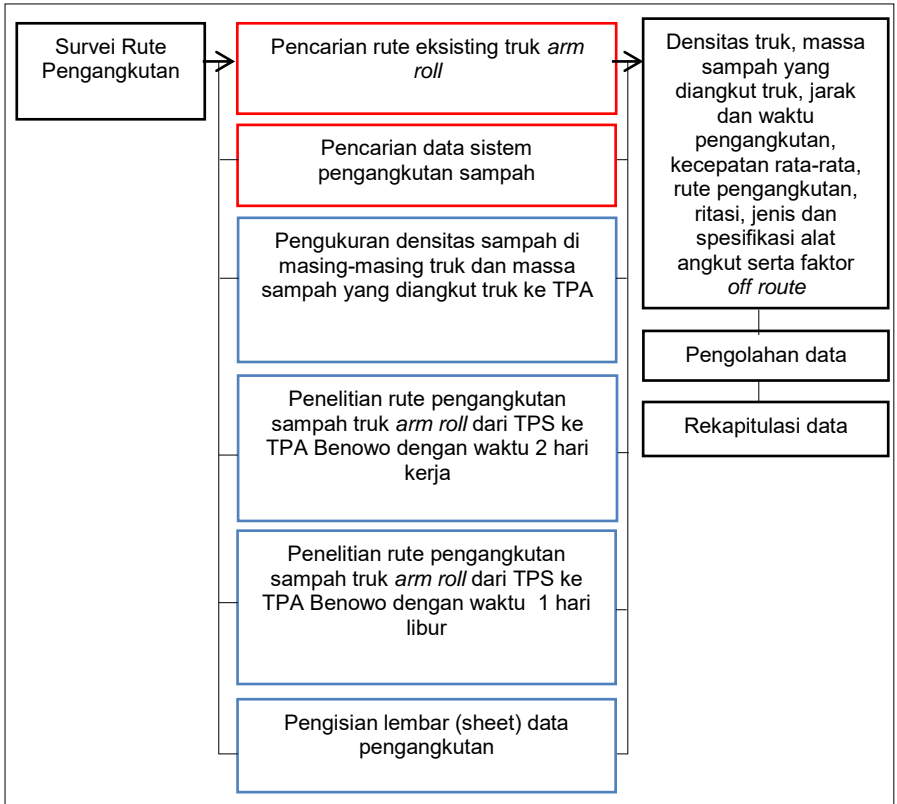 Survei Rute
Pengangkutan
Pencarian rute eksisting truk arm
roll
Pencarian data sistem
pengangkutan sampah
Pengukuran densitas sampah di
masing-masing truk dan massa
sampah yang diangkut truk ke TPA
Penelitian rute pengangkutan
sampah truk arm roll dari TPS ke
TPA Benowo dengan waktu 2 hari
kerja
Penelitian rute pengangkutan
sampah truk arm roll dari TPS ke
TPA Benowo dengan waktu 1 hari
libur
Pengisian lembar (sheet) data
pengangkutan
Densitas truk, massa
sampah yang
diangkut truk, jarak
dan waktu
pengangkutan,
kecepatan rata-rata,
rute pengangkutan,
ritasi, jenis dan
spesifikasi alat
angkut serta faktor
off route
Pengolahan data
Rekapitulasi data